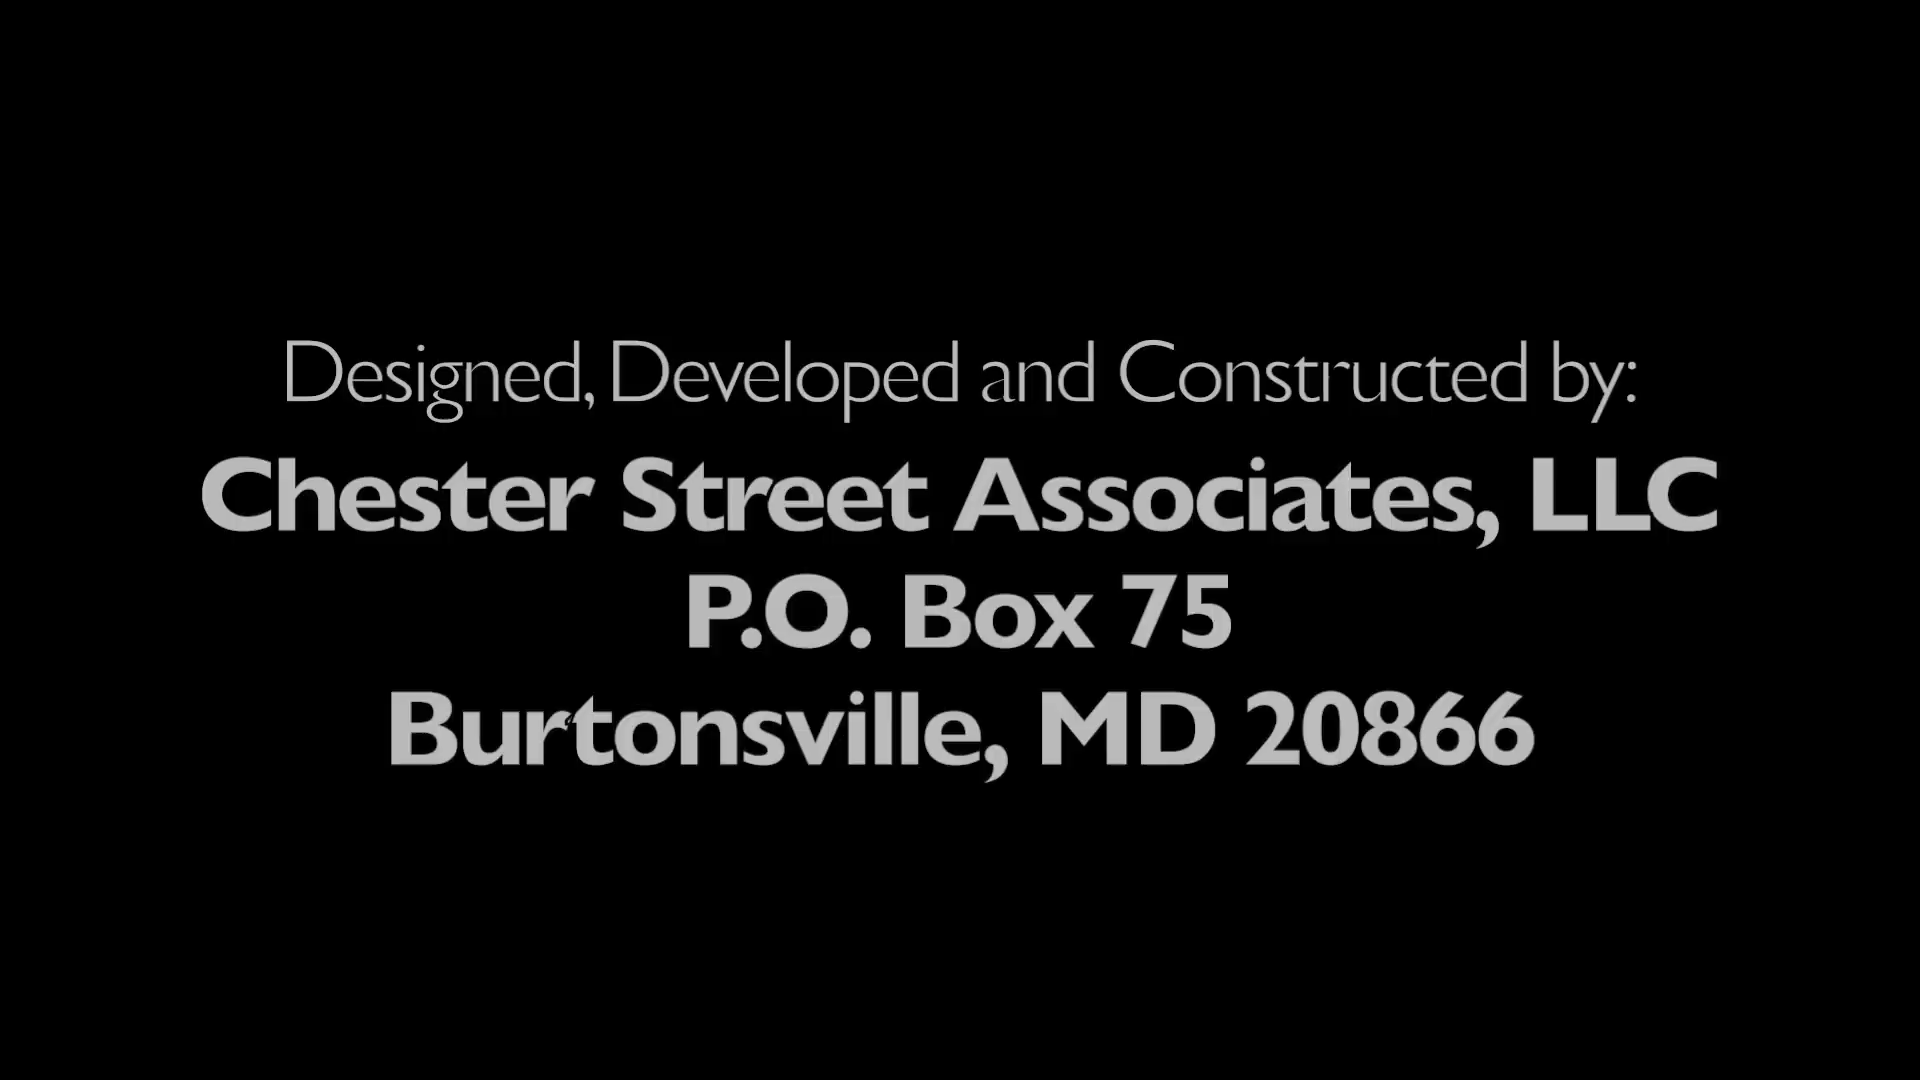 Designed, Developed and Constructed by:
Chester Street Associates, LLC
P.O. Box 75
Burtonsville, MD 20866